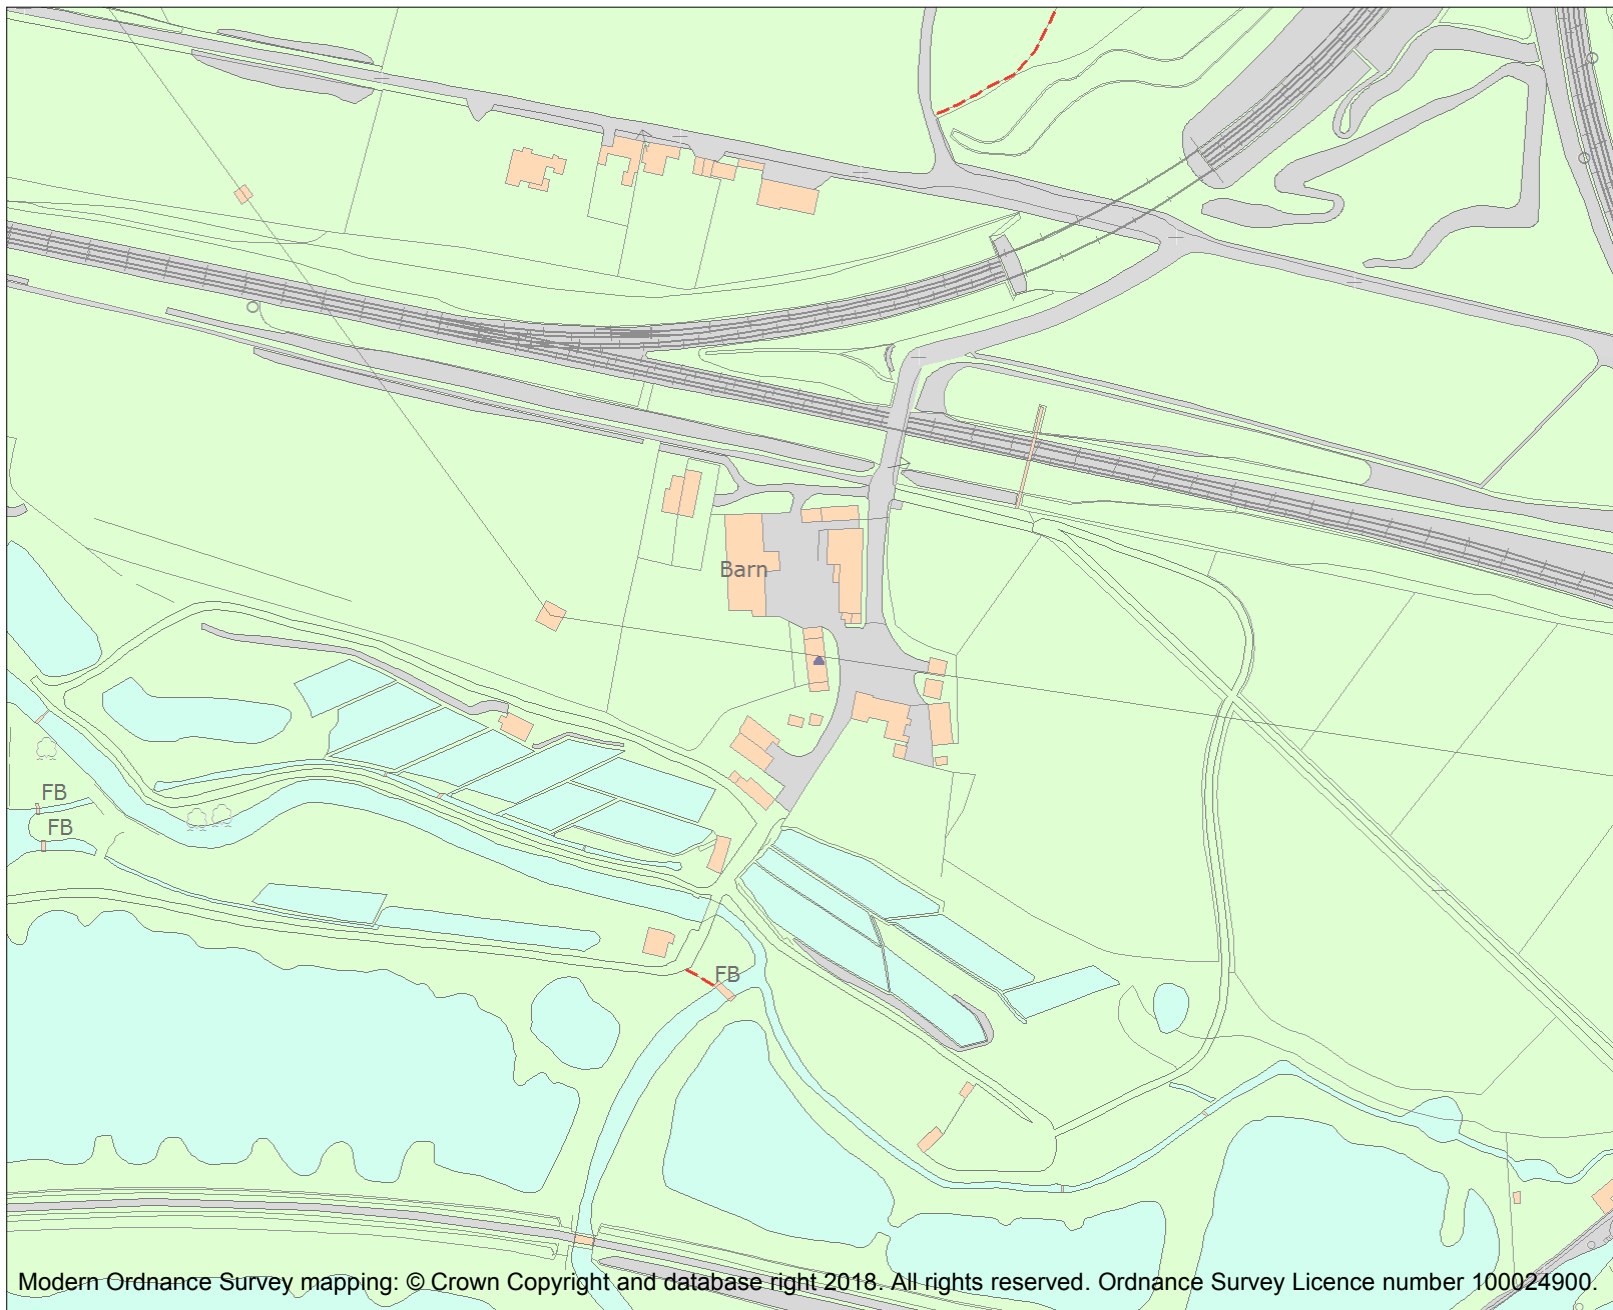 Barn
FB
FB
FB
Modern Ordnance Survey mapping: © Crown Copyright and database right 2018. All rights reserved. Ordnance Survey Licence number 100024900.